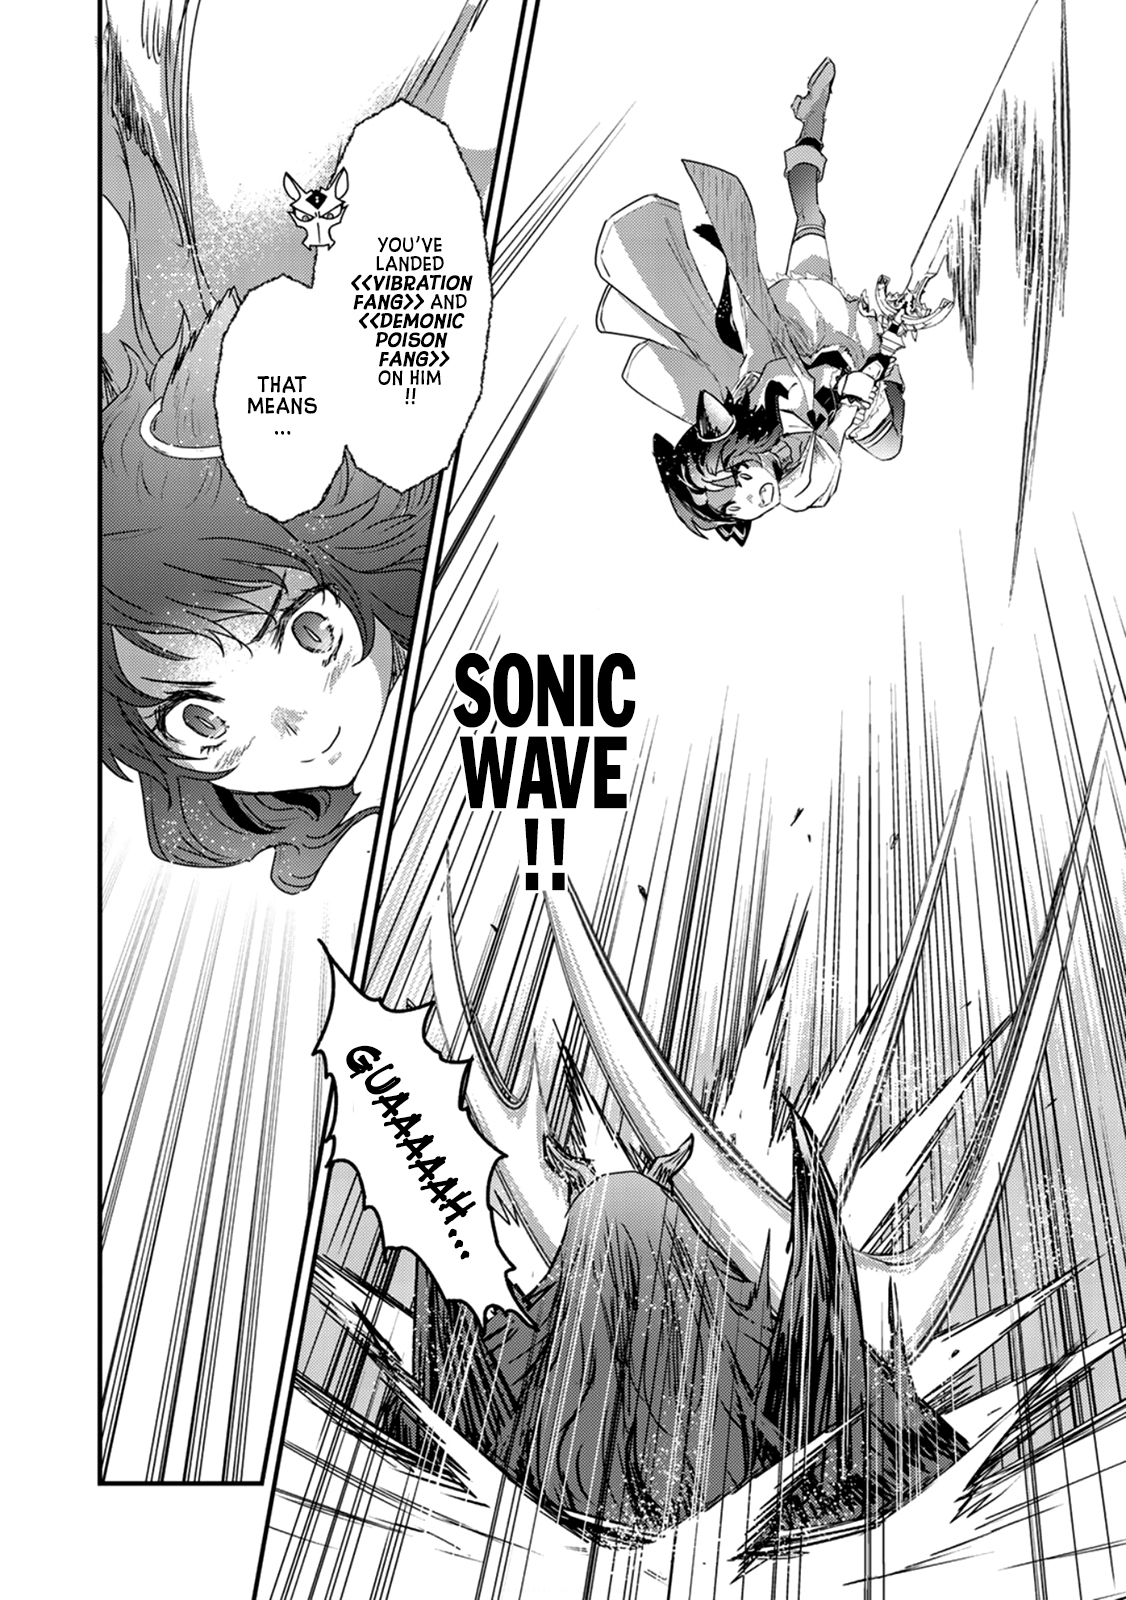 SONIC
WAVE
!!
GUAAAAAH...
YOU'VE
LANDED
<<VIBRATION
FANG>> AND
<<DEMONIC
POISON
FANG>>
ON HIM
!!
THAT
MEANS
...